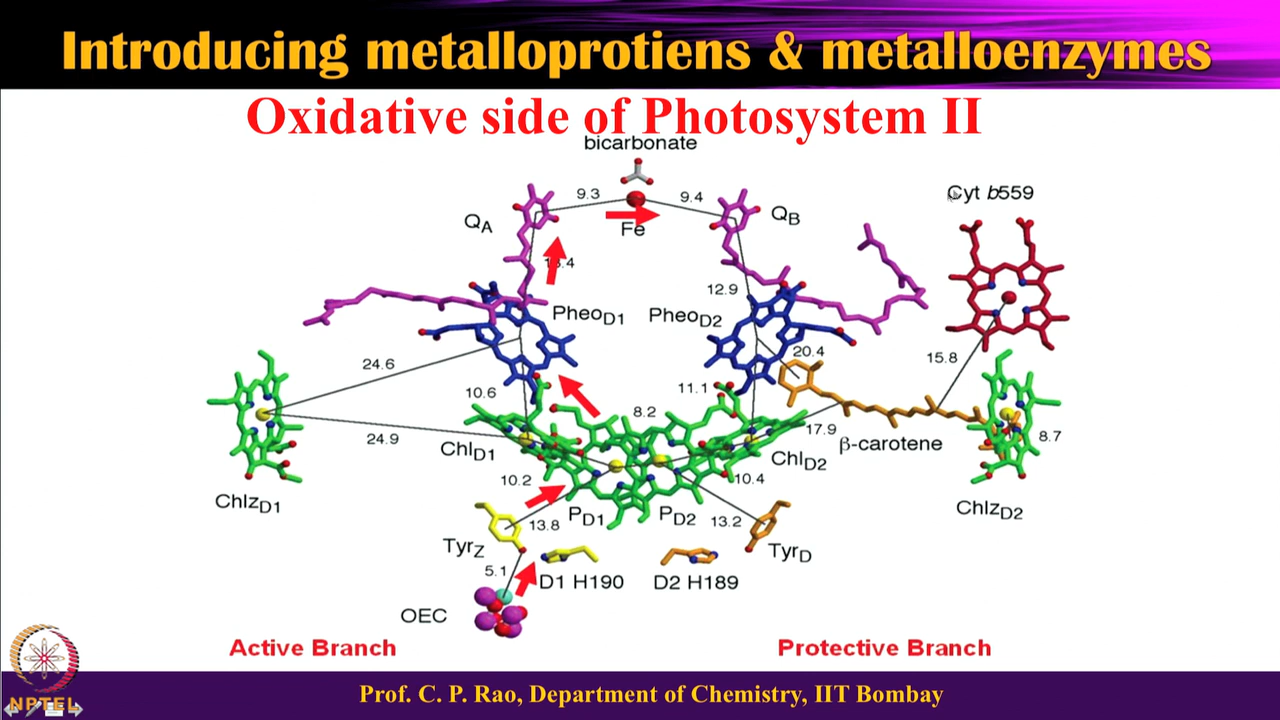 Introducing metalloprotiens & metalloenzymes
Oxidative side of Photosystem II
bicarbonate
9.3
9.4
Cyt b559
QA
Fe
QB
12.9
PheoD1
PheoD2
20.4
15.8
24.6
10.6
11.1
8.2
24.9
ChlD1
17.9
β-carotene
8.7
ChlD2
10.2
10.4
ChlzD1
ChlzD2
PD1
PD2
13.8
13.2
TyrZ
TyrD
5.1
D1 H190
D2 H189
OEC
Active Branch
Protective Branch
NPTEL
Prof. C. P. Rao, Department of Chemistry, IIT Bombay